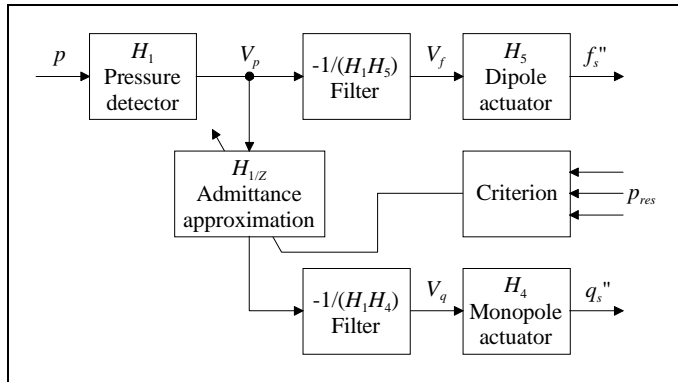 p
H1
Pressure
detector
Vp
-1/(H1H5)
Filter
Vf
H5
Dipole
actuator
fs"
H1/Z
Admittance
approximation
Criterion
pres
-1/(H1H4)
Filter
Vq
H4
Monopole
actuator
qs"